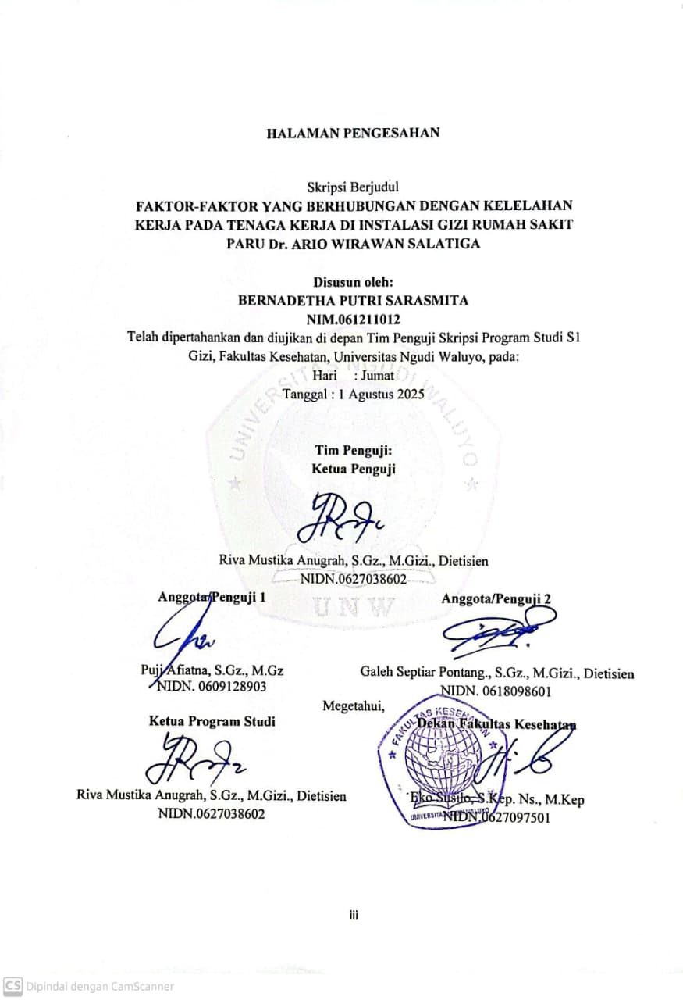 HALAMAN PENGESAHAN
Skripsi Berjudul
FAKTOR-FAKTOR YANG BERHUBUNGAN DENGAN KELELAHAN
KERJA PADA TENAGA KERJA DI INSTALASI GIZI RUMAH SAKIT
PARU Dr. ARIO WIRAWAN SALATIGA
Disusun oleh:
BERNADETHA PUTRI SARASMITA
NIM.061211012
Telah dipertahankan dan diujikan di depan Tim Penguji Skripsi Program Studi S1
Gizi, Fakultas Kesehatan, Universitas Ngudi Waluyo, pada:
Hari : Jumat
Tanggal : 1 Agustus 2025
UNIVERSITAS NGUDI WALUYO
Tim Penguji:
Ketua Penguji
Riva Mustika Anugrah, S.Gz., M.Gizi., Dietisien
NIDN.0627038602
UNW
Anggota/Penguji 1
Puji Afiatna, S.Gz., M.Gz
NIDN. 0609128903
Anggota/Penguji 2
Galeh Septiar Pontang., S.Gz., M.Gizi., Dietisien
NIDN. 0618098601
Megetahui,
Ketua Program Studi
Riva Mustika Anugrah, S.Gz., M.Gizi., Dietisien
NIDN.0627038602
FAKULTAS KESEHATAN
Dekan Fakultas Kesehatan
Eko Susilo, S.Kep. Ns., M.Kep
NIDN.0627097501
iii
CS Dipindai dengan CamScanner